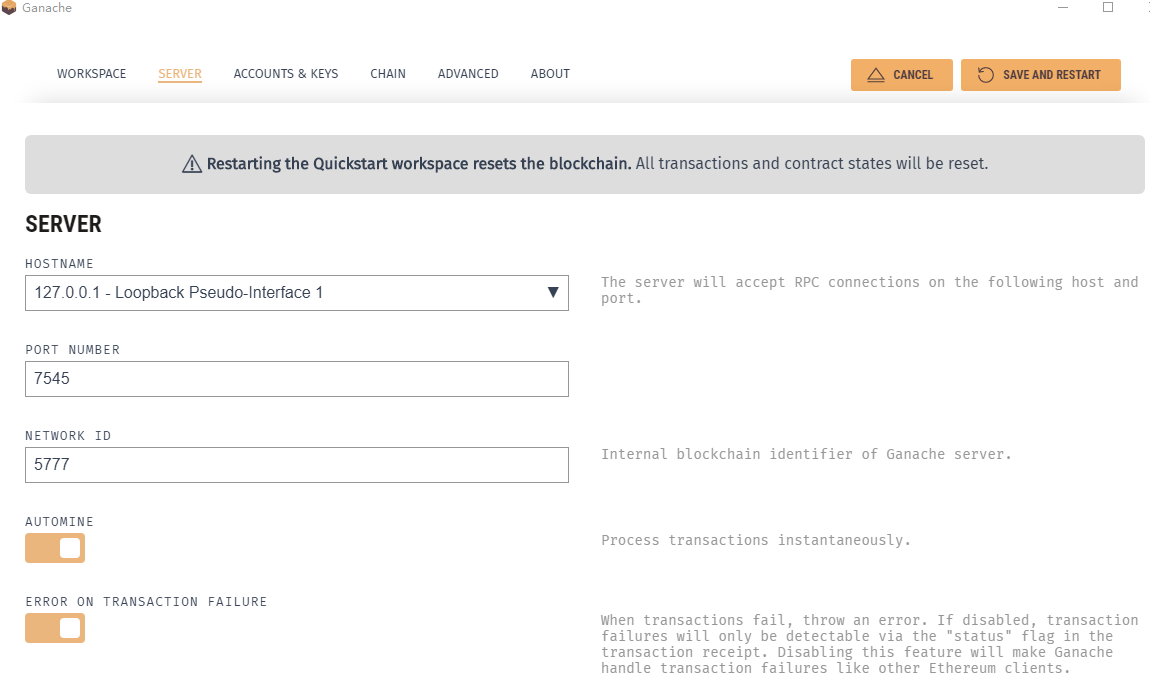 Ganache
WORKSPACE SERVER ACCOUNTS & KEYS CHAIN ADVANCED ABOUT CANCEL SAVE AND RESTART
Restarting the Quickstart workspace resets the blockchain. All transactions and contract states will be reset.
SERVER
HOSTNAME
127.0.0.1 - Loopback Pseudo-Interface 1
The server will accept RPC connections on the following host and
port.
PORT NUMBER
7545
NETWORK ID
5777
Internal blockchain identifier of Ganache server.
AUTOMINE
Process transactions instantaneously.
ERROR ON TRANSACTION FAILURE
When transactions fail, throw an error. If disabled, transaction
failures will only be detectable via the "status" flag in the
transaction receipt. Disabling this feature will make Ganache
handle transaction failures like other Ethereum clients.